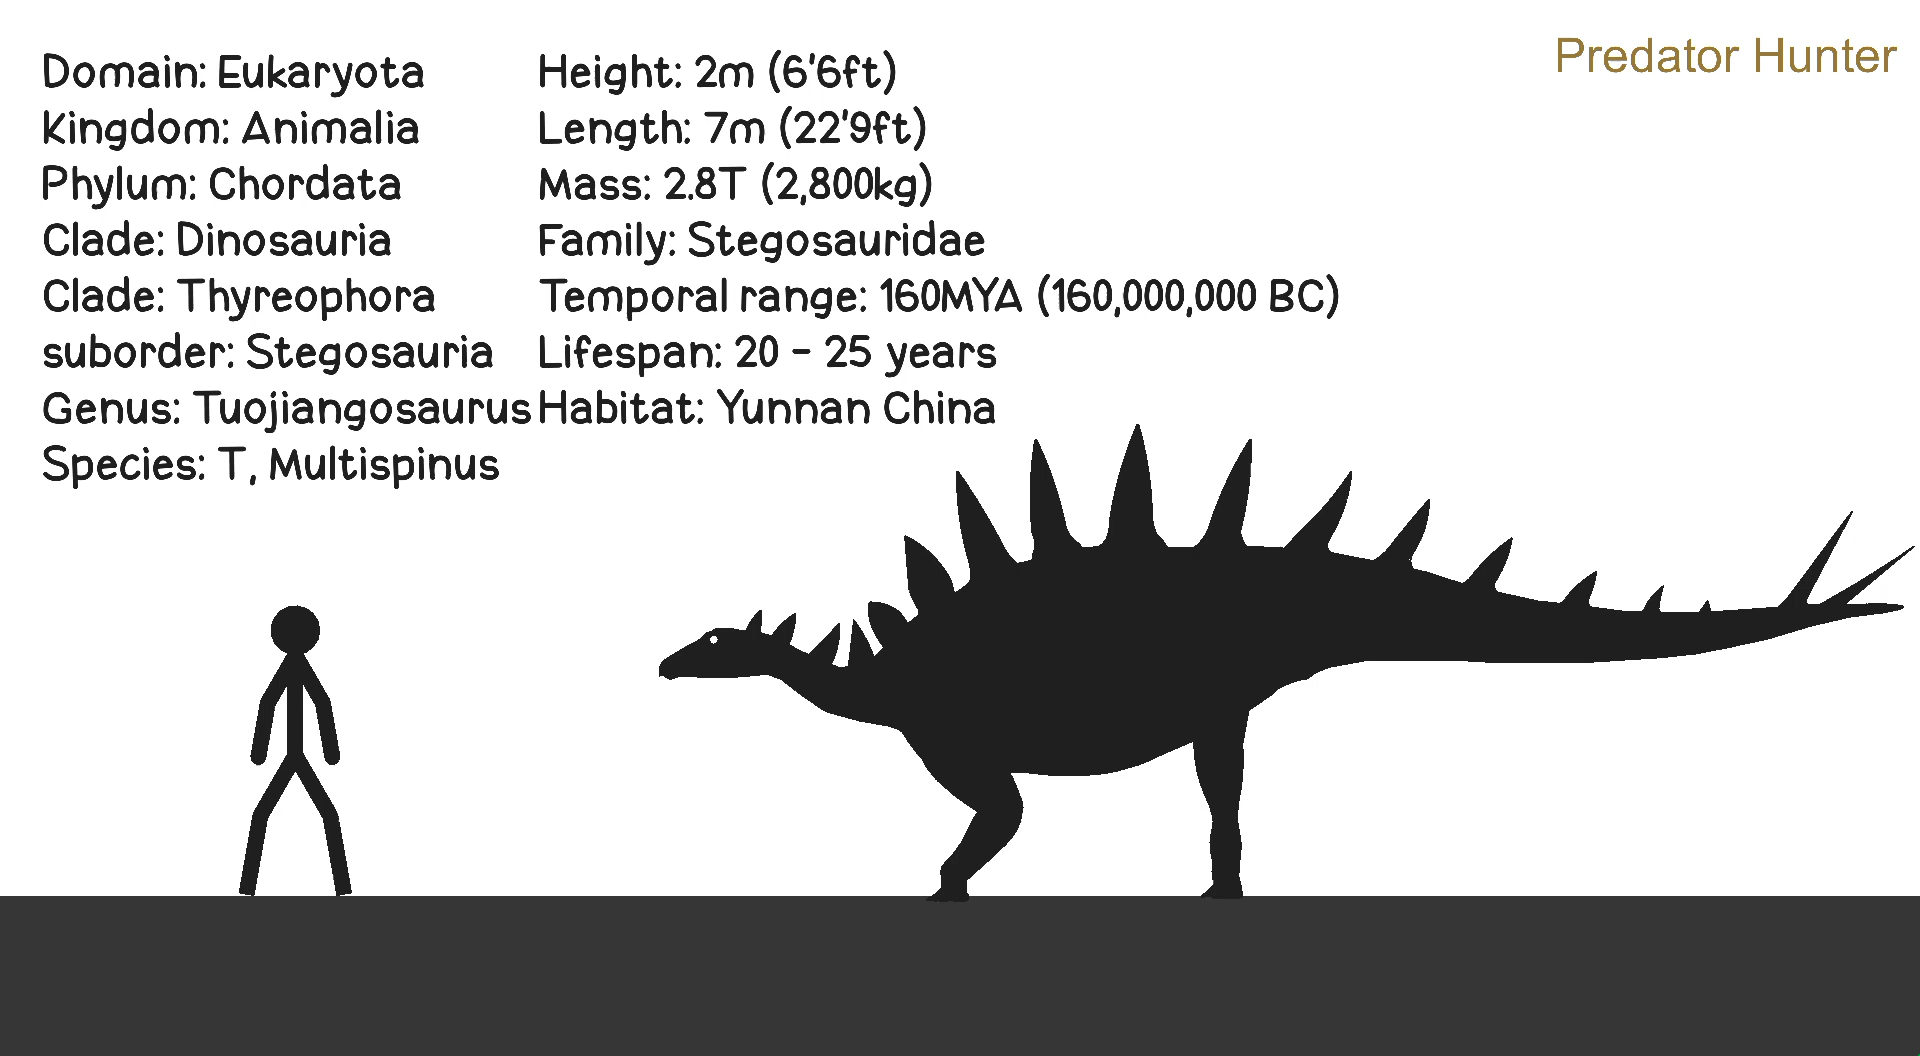 Domain: Eukaryota
Kingdom: Animalia
Phylum: Chordata
Clade: Dinosauria
Clade: Thyreophora
suborder: Stegosauria
Genus: Tuojiangosaurus
Species: T, Multispinus
Height: 2m (6'6ft)
Length: 7m (22'9ft)
Mass: 2.8T (2,800kg)
Family: Stegosauridae
Temporal range: 160MYA (160,000,000 BC)
Lifespan: 20 - 25 years
Habitat: Yunnan China
Predator Hunter